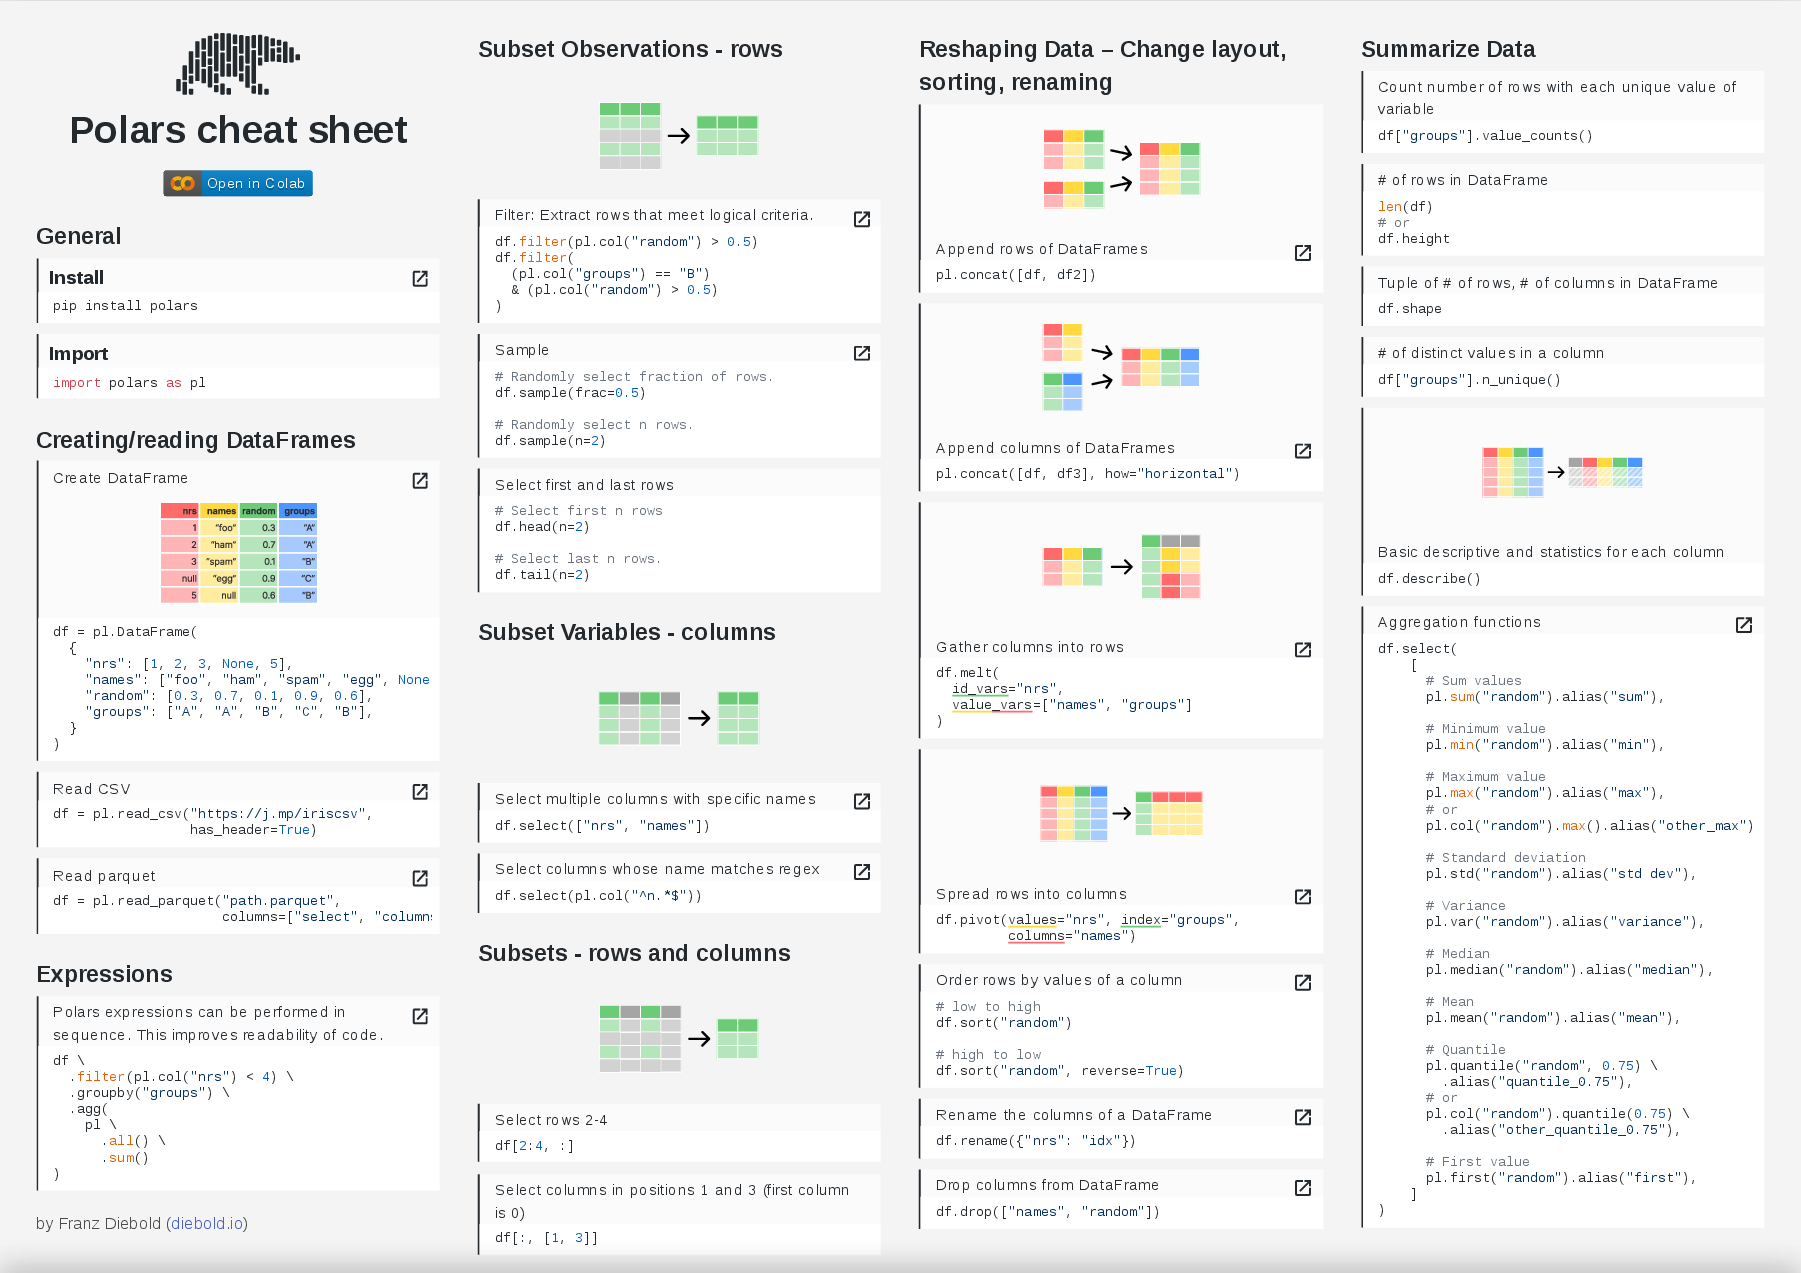 Polars cheat sheet
Open in Colab
General
Install
pip install polars
Import
import polars as pl
Creating/reading DataFrames
Create DataFrame
nrs names random groups
1 "foo" 0.3 "A"
2 "ham" 0.7 "A"
3 "spam" 0.1 "B"
null "egg" 0.9 "C"
5 null 0.6 "B"
df = pl.DataFrame(
  {
    "nrs": [1, 2, 3, None, 5],
    "names": ["foo", "ham", "spam", "egg", None
    "random": [0.3, 0.7, 0.1, 0.9, 0.6],
    "groups": ["A", "A", "B", "C", "B"],
  }
)
Read CSV
df = pl.read_csv("https://j.mp/iriscsv",
                 has_header=True)
Read parquet
df = pl.read_parquet("path.parquet",
                     columns=["select", "columns
Expressions
Polars expressions can be performed in
sequence. This improves readability of code.
df \
  .filter(pl.col("nrs") < 4) \
  .groupby("groups") \
  .agg(
    pl \
      .all() \
      .sum()
)
by Franz Diebold (diebold.io)
Subset Observations - rows
Filter: Extract rows that meet logical criteria.
df.filter(pl.col("random") > 0.5)
df.filter(
  (pl.col("groups") == "B")
  & (pl.col("random") > 0.5)
)
Sample
# Randomly select fraction of rows.
df.sample(frac=0.5)
# Randomly select n rows.
df.sample(n=2)
Select first and last rows
# Select first n rows
df.head(n=2)
# Select last n rows.
df.tail(n=2)
Subset Variables - columns
Select multiple columns with specific names
df.select(["nrs", "names"])
Select columns whose name matches regex
df.select(pl.col("^n.*$"))
Subsets - rows and columns
Select rows 2-4
df[2:4, :]
Select columns in positions 1 and 3 (first column
is 0)
df[:, [1, 3]]
Reshaping Data – Change layout,
sorting, renaming
Append rows of DataFrames
pl.concat([df, df2])
Append columns of DataFrames
pl.concat([df, df3], how="horizontal")
Gather columns into rows
df.melt(
  id_vars="nrs",
  value_vars=["names", "groups"]
)
Spread rows into columns
df.pivot(values="nrs", index="groups",
         columns="names")
Order rows by values of a column
# low to high
df.sort("random")
# high to low
df.sort("random", reverse=True)
Rename the columns of a DataFrame
df.rename({"nrs": "idx"})
Drop columns from DataFrame
df.drop(["names", "random"])
Summarize Data
Count number of rows with each unique value of
variable
df["groups"].value_counts()
# of rows in DataFrame
len(df)
# or
df.height
Tuple of # of rows, # of columns in DataFrame
df.shape
# of distinct values in a column
df["groups"].n_unique()
Basic descriptive and statistics for each column
df.describe()
Aggregation functions
df.select(
    [
      # Sum values
      pl.sum("random").alias("sum"),
      # Minimum value
      pl.min("random").alias("min"),
      # Maximum value
      pl.max("random").alias("max"),
      # or
      pl.col("random").max().alias("other_max")
      # Standard deviation
      pl.std("random").alias("std dev"),
      # Variance
      pl.var("random").alias("variance"),
      # Median
      pl.median("random").alias("median"),
      # Mean
      pl.mean("random").alias("mean"),
      # Quantile
      pl.quantile("random", 0.75) \
        .alias("quantile_0.75"),
      # or
      pl.col("random").quantile(0.75) \
        .alias("other_quantile_0.75"),
      # First value
      pl.first("random").alias("first"),
    ]
)